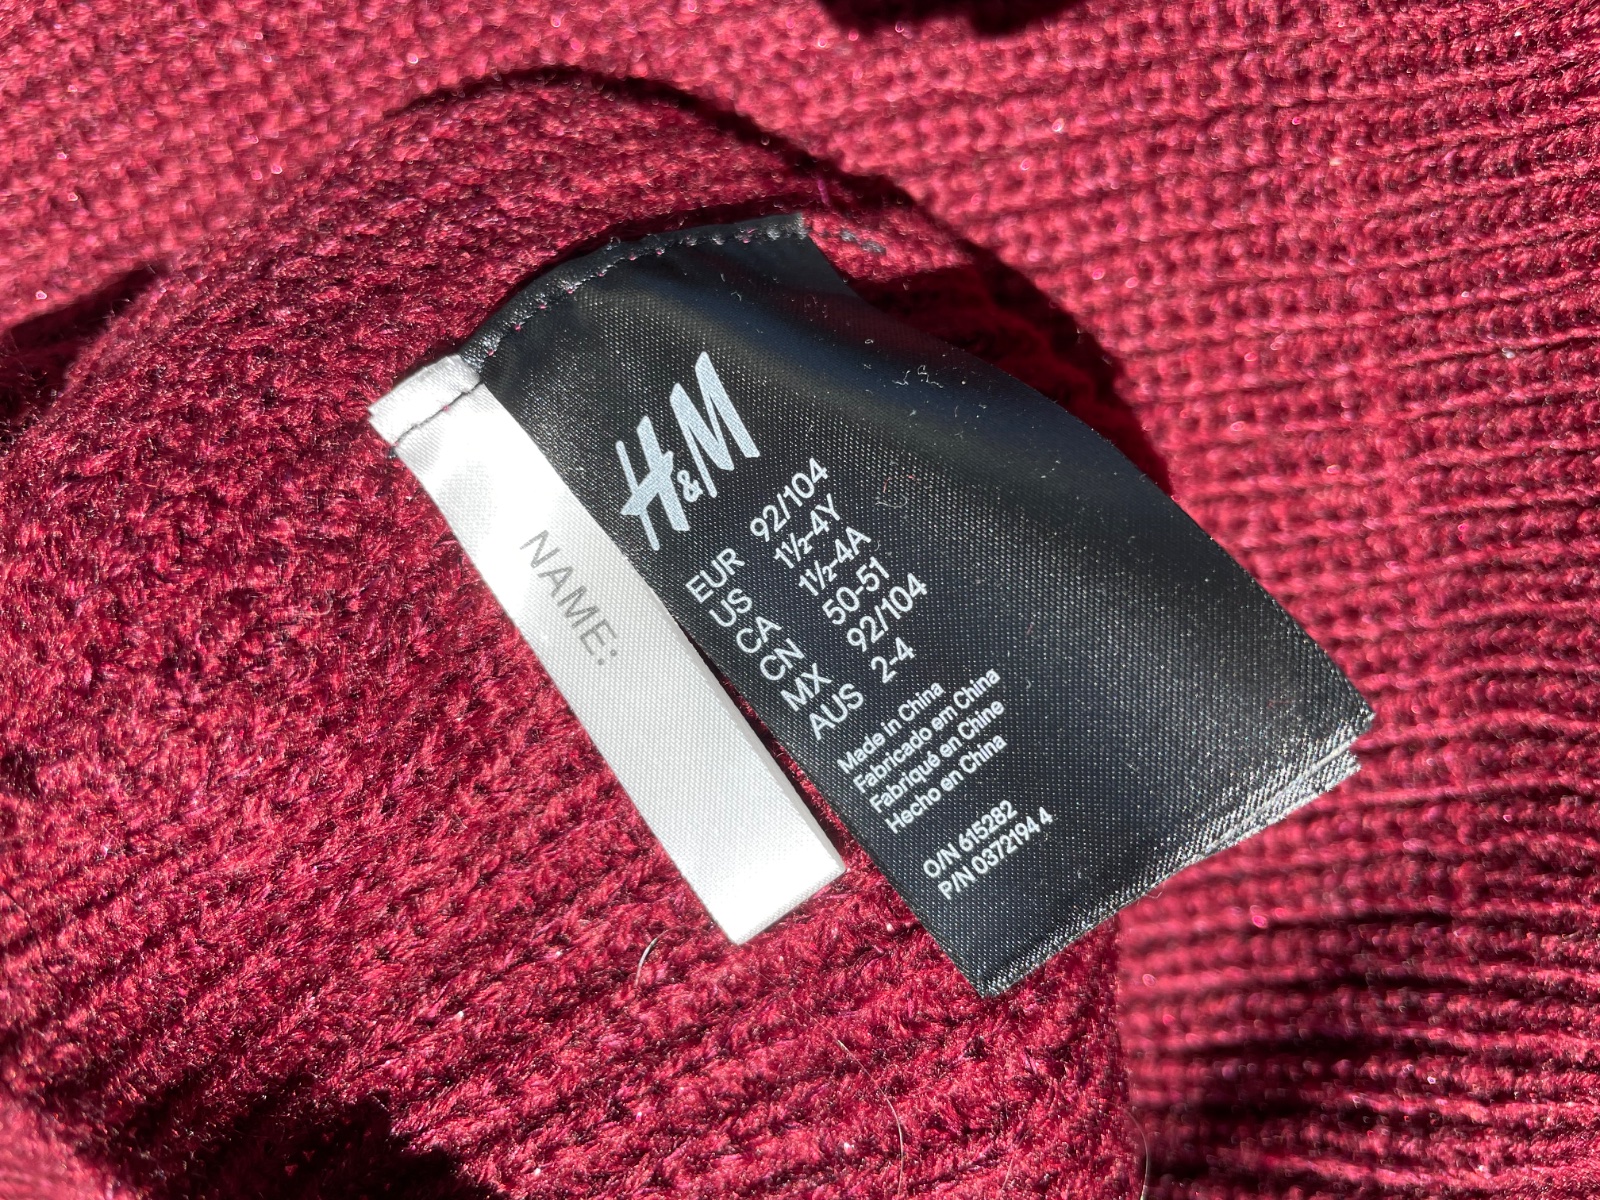 NAME:
H&M
EUR 92/104
US 1½-4Y
CA 1½-4A
CN 50-51
MX 92/104
AUS 2-4
Made in China
Fabricado em China
Fabriqué en Chine
Hecho en China
O/N 615282
P/N 0372194 4